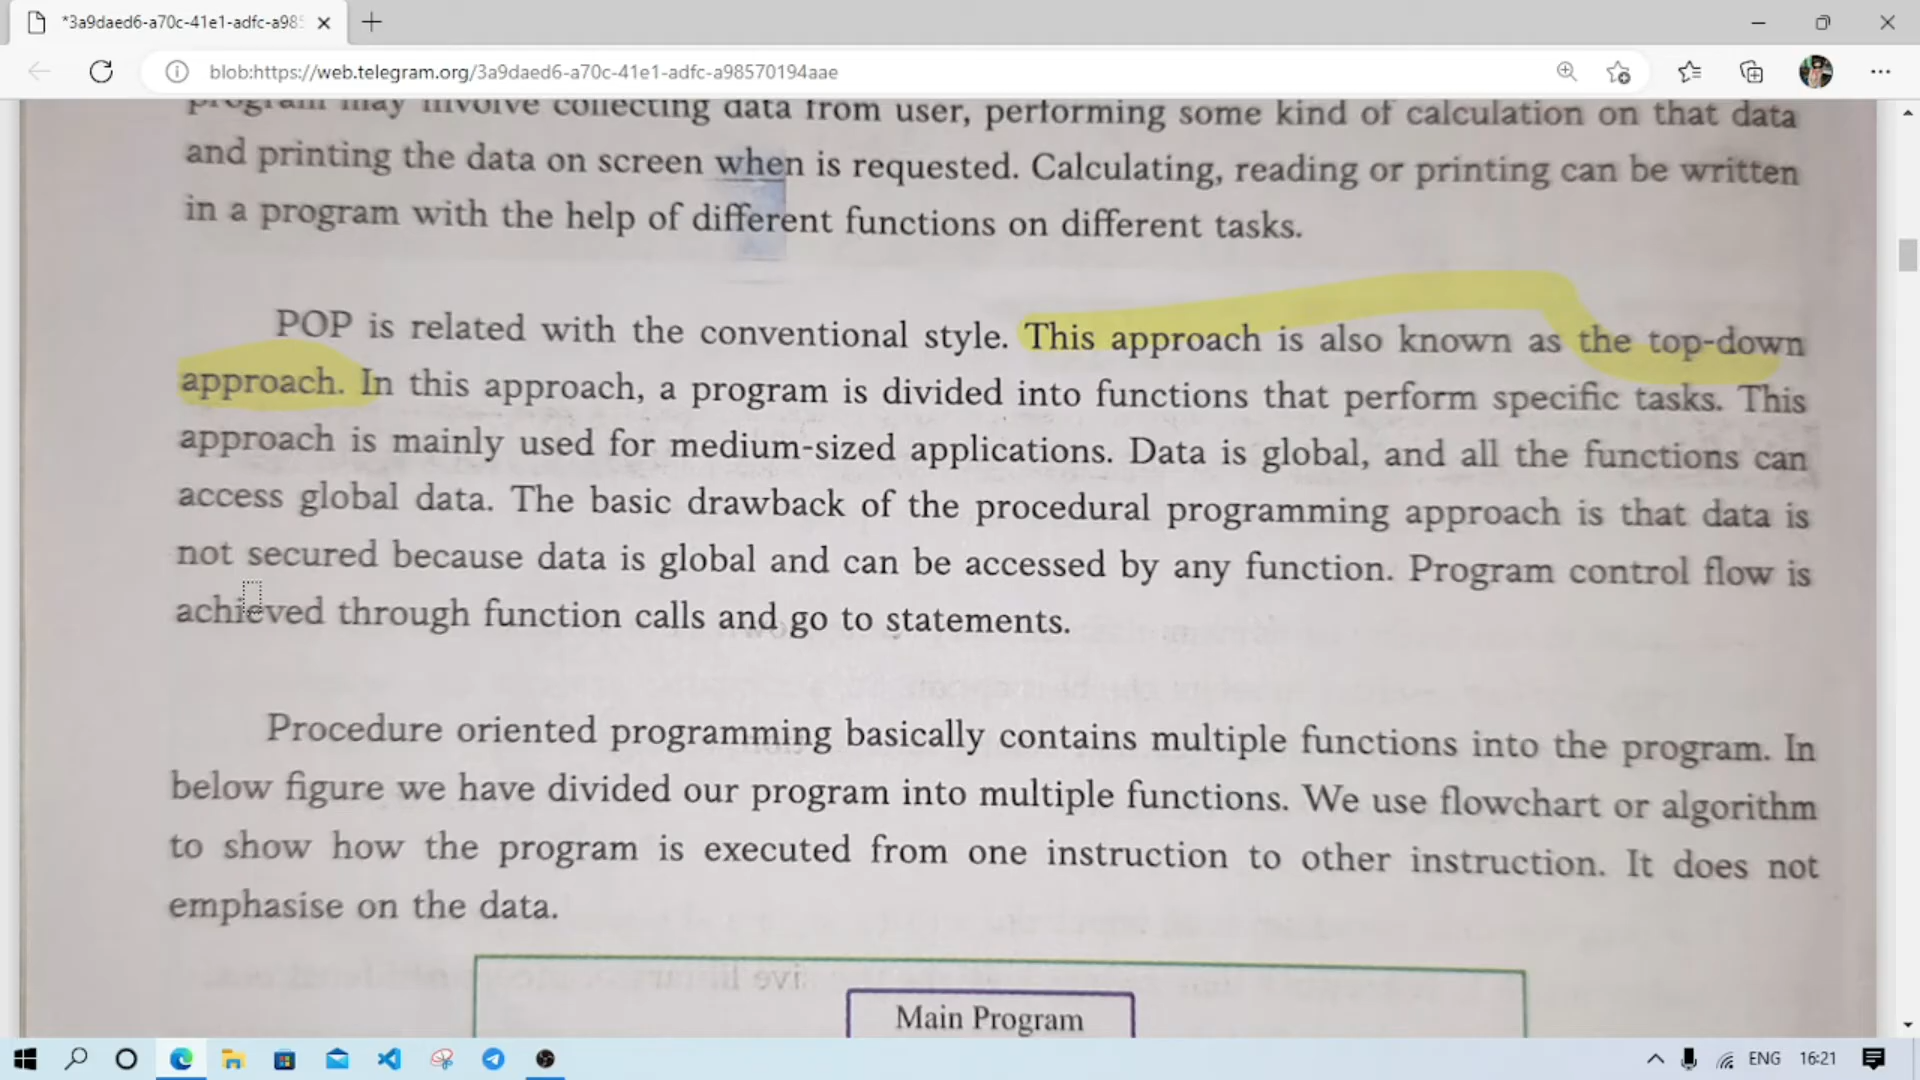 *3a9daed6-a70c-41e1-adfc-a985
blob:https://web.telegram.org/3a9daed6-a70c-41e1-adfc-a98570194aae
program may involve collecting data from user, performing some kind of calculation on that data
and printing the data on screen when is requested. Calculating, reading or printing can be written
in a program with the help of different functions on different tasks.
POP is related with the conventional style. This approach is also known as the top-down
approach. In this approach, a program is divided into functions that perform specific tasks. This
approach is mainly used for medium-sized applications. Data is global, and all the functions can
access global data. The basic drawback of the procedural programming approach is that data is
not secured because data is global and can be accessed by any function. Program control flow is
achieved through function calls and go to statements.
Procedure oriented programming basically contains multiple functions into the program. In
below figure we have divided our program into multiple functions. We use flowchart or algorithm
to show how the program is executed from one instruction to other instruction. It does not
emphasise on the data.
Main Program
ENG 16:21